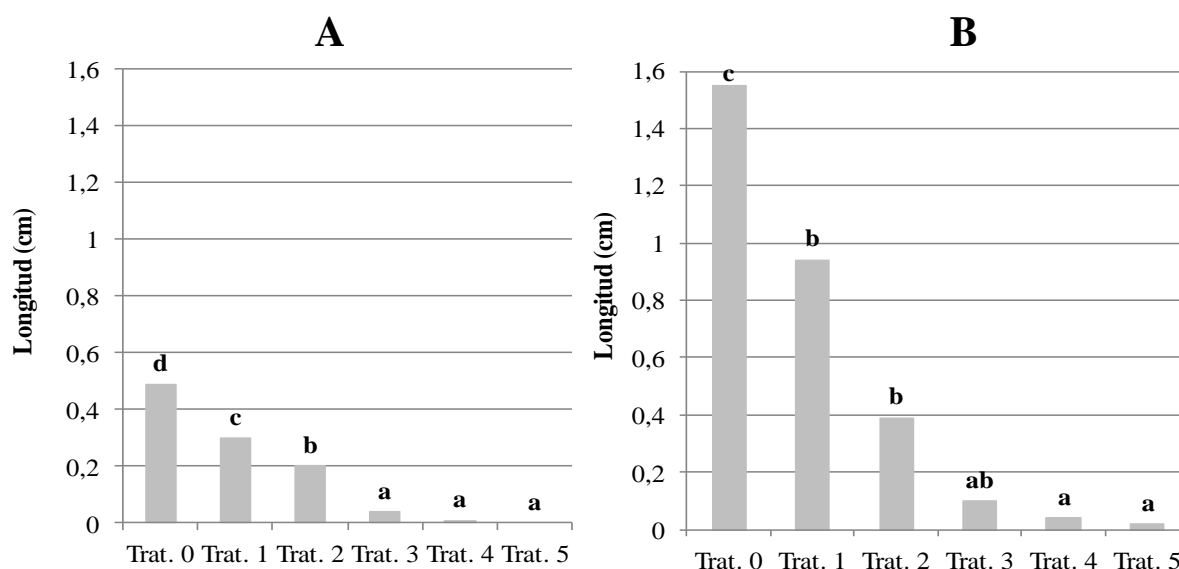 A
Longitud (cm)
1,6
1,4
1,2
1
0,8
0,6
0,4
0,2
0
d
c
b
a
a
a
Trat. 0 Trat. 1 Trat. 2 Trat. 3 Trat. 4 Trat. 5
B
Longitud (cm)
1,6
1,4
1,2
1
0,8
0,6
0,4
0,2
0
c
b
b
ab
a
a
Trat. 0 Trat. 1 Trat. 2 Trat. 3 Trat. 4 Trat. 5